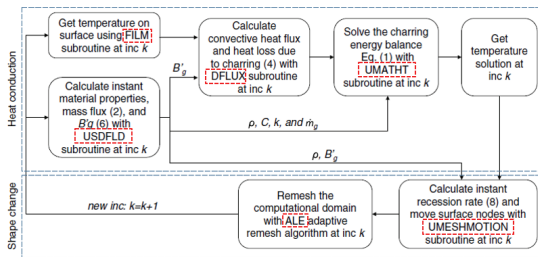 Heat conduction
Get temperature on
surface using FILM
subroutine at inc k
Calculate
convective heat flux
and heat loss due
to charring (4) with
DFLUX subroutine
at inc k
Solve the charring
energy balance
Eq. (1) with
UMATHT
subroutine at inc k
Get
temperature
solution at
inc k
B'g
Calculate instant
material properties,
mass flux (2), and
B'g (6) with
USDFLD
subroutine at inc k
ρ, C, k, and ṁg
ρ, B'g
Shape change
new inc: k=k+1
Remesh the
computational domain
with ALE adaptive
remesh algorithm at inc k
Calculate instant
recession rate (8) and
move surface nodes with
UMESHMOTION
subroutine at inc k